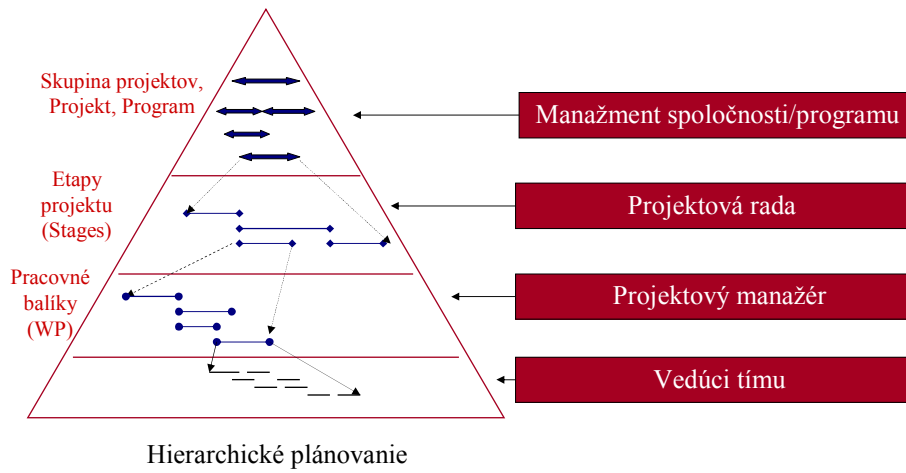 Skupina projektov,
Projekt, Program
Manažment spoločnosti/programu
Etapy
projektu
(Stages)
Projektová rada
Pracovné
balíky
(WP)
Projektový manažér
Vedúci tímu
Hierarchické plánovanie